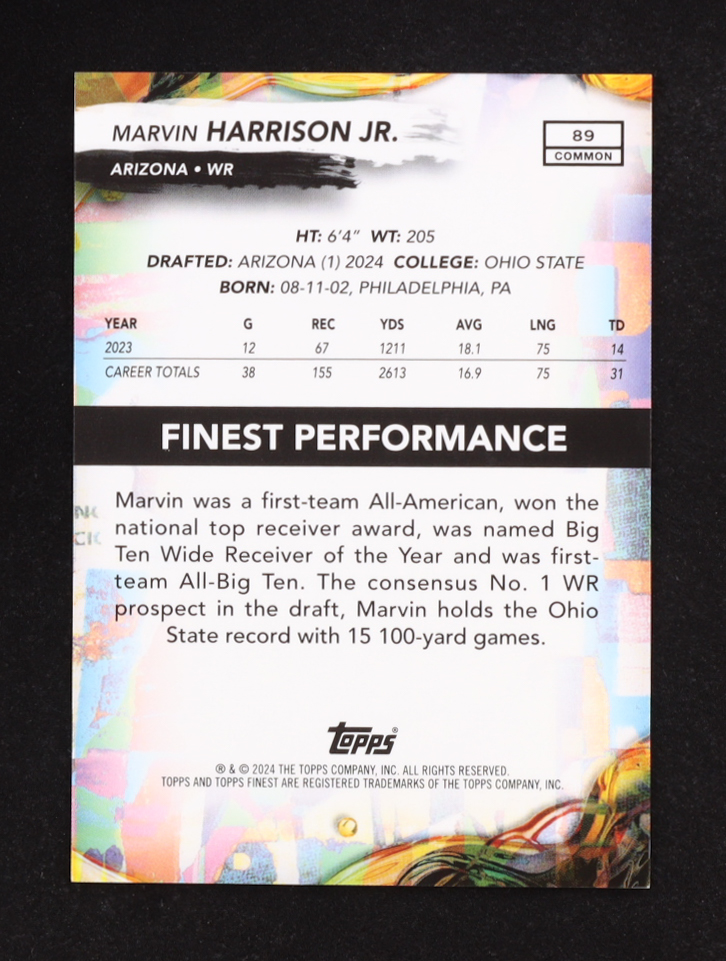 MARVIN HARRISON JR.
89
COMMON
ARIZONA • WR
HT: 6'4" WT: 205
DRAFTED: ARIZONA (1) 2024 COLLEGE: OHIO STATE
BORN: 08-11-02, PHILADELPHIA, PA
YEAR G REC YDS AVG LNG TD
2023 12 67 1211 18.1 75 14
CAREER TOTALS 38 155 2613 16.9 75 31
FINEST PERFORMANCE
Marvin was a first-team All-American, won the
national top receiver award, was named Big
Ten Wide Receiver of the Year and was first-
team All-Big Ten. The consensus No. 1 WR
prospect in the draft, Marvin holds the Ohio
State record with 15 100-yard games.
Topps®
® & © 2024 THE TOPPS COMPANY, INC. ALL RIGHTS RESERVED.
TOPPS AND TOPPS FINEST ARE REGISTERED TRADEMARKS OF THE TOPPS COMPANY, INC.